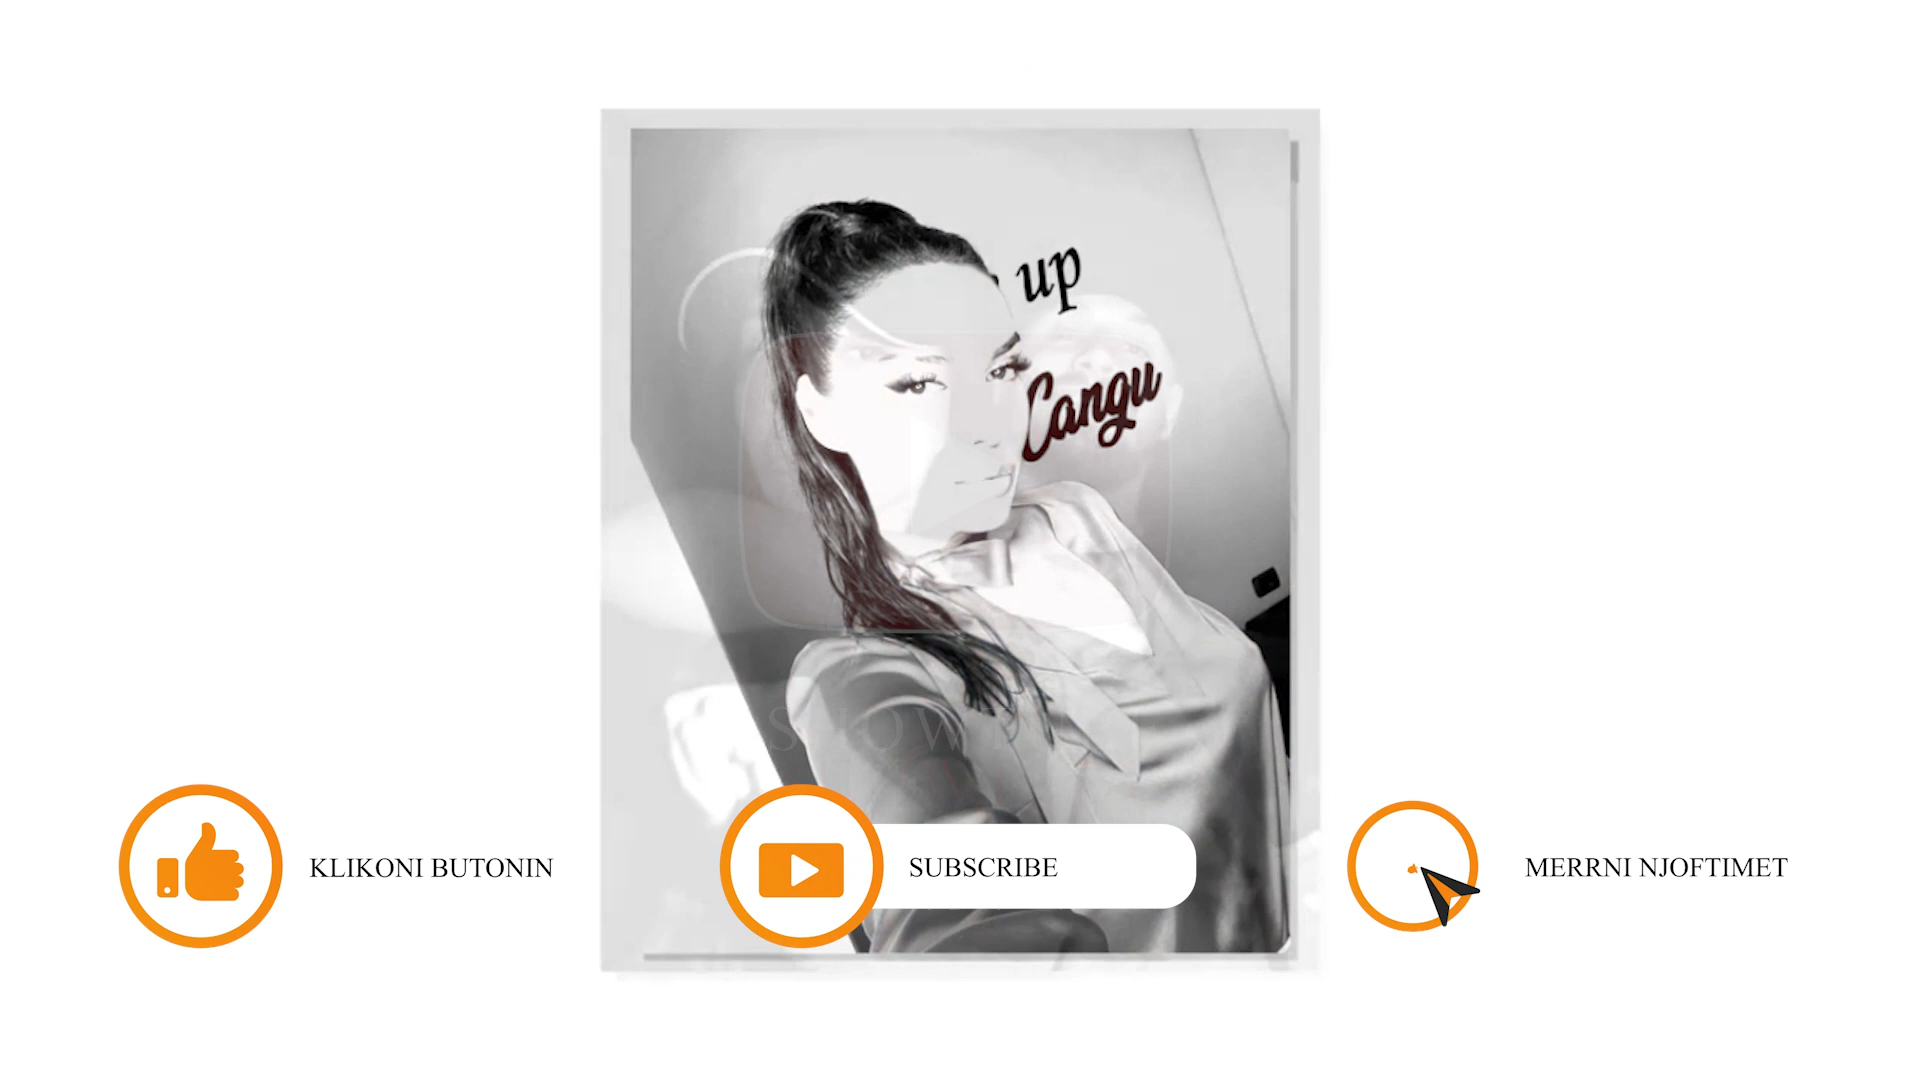 up
Cangu
KLIKONI BUTONIN
SUBSCRIBE
MERRNI NJOFTIMET